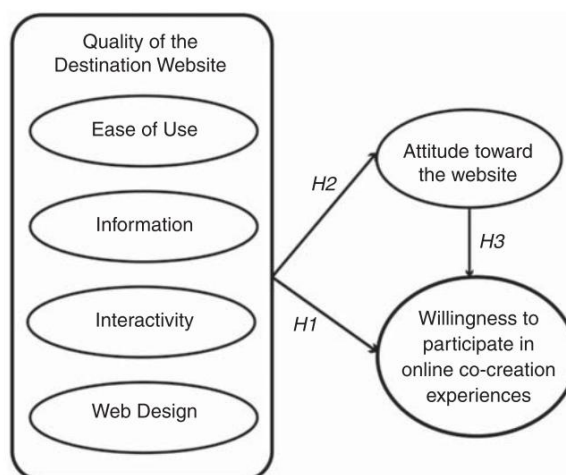 Quality of the
Destination Website
Ease of Use
Information
Interactivity
Web Design
H2
H1
Attitude toward
the website
H3
Willingness to
participate in
online co-creation
experiences